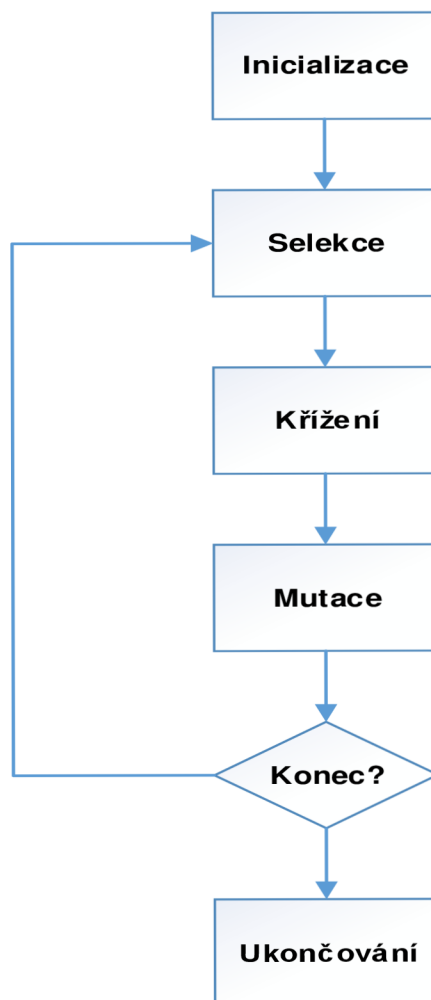 Inicializace
Selekce
Křížení
Mutace
Konec?
Ukončování